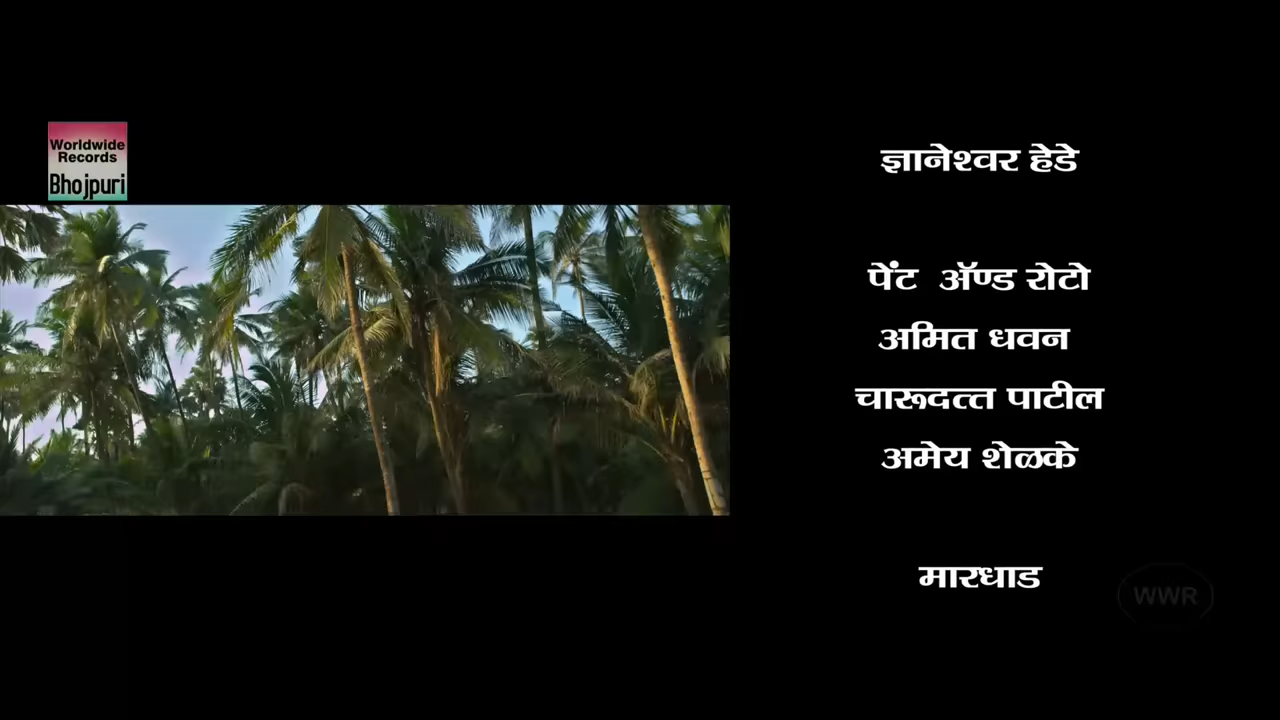 Worldwide
Records
Bhojpuri
ज्ञानेश्वर हेडे
पेंट ॲण्ड रोटो
अमित धवन
चारूदत्त पाटील
अमेय शेळके
मारधाड
WWR